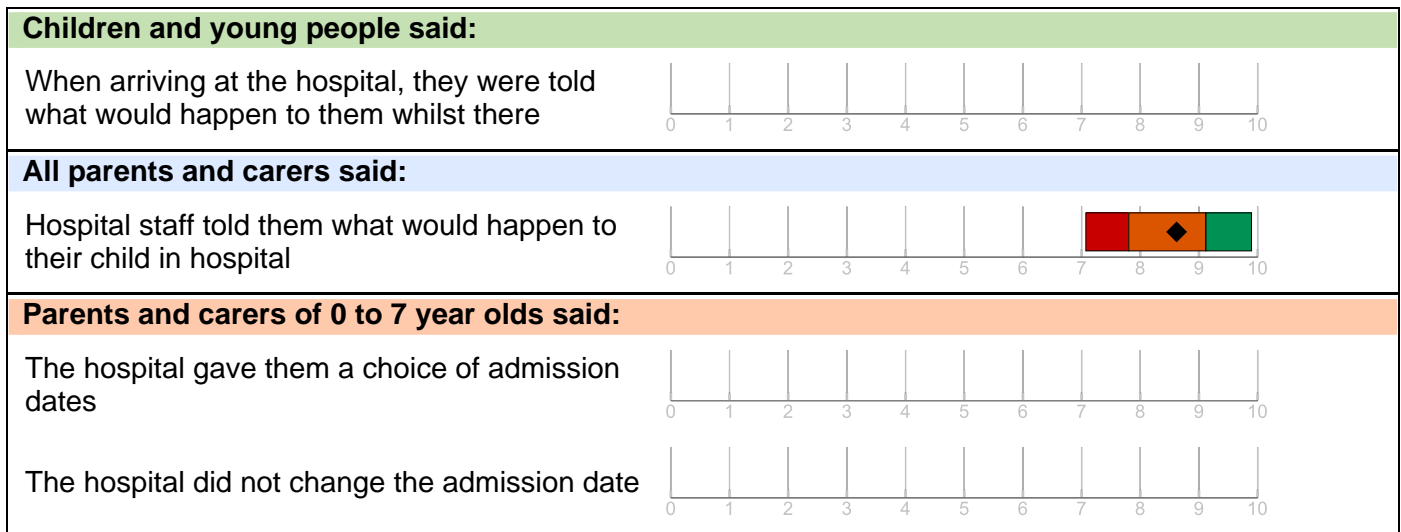 Children and young people said:
When arriving at the hospital, they were told
what would happen to them whilst there
0 1 2 3 4 5 6 7 8 9 10
All parents and carers said:
Hospital staff told them what would happen to
their child in hospital
0 1 2 3 4 5 6 7 8 9 10
Parents and carers of 0 to 7 year olds said:
The hospital gave them a choice of admission
dates
0 1 2 3 4 5 6 7 8 9 10
The hospital did not change the admission date
0 1 2 3 4 5 6 7 8 9 10